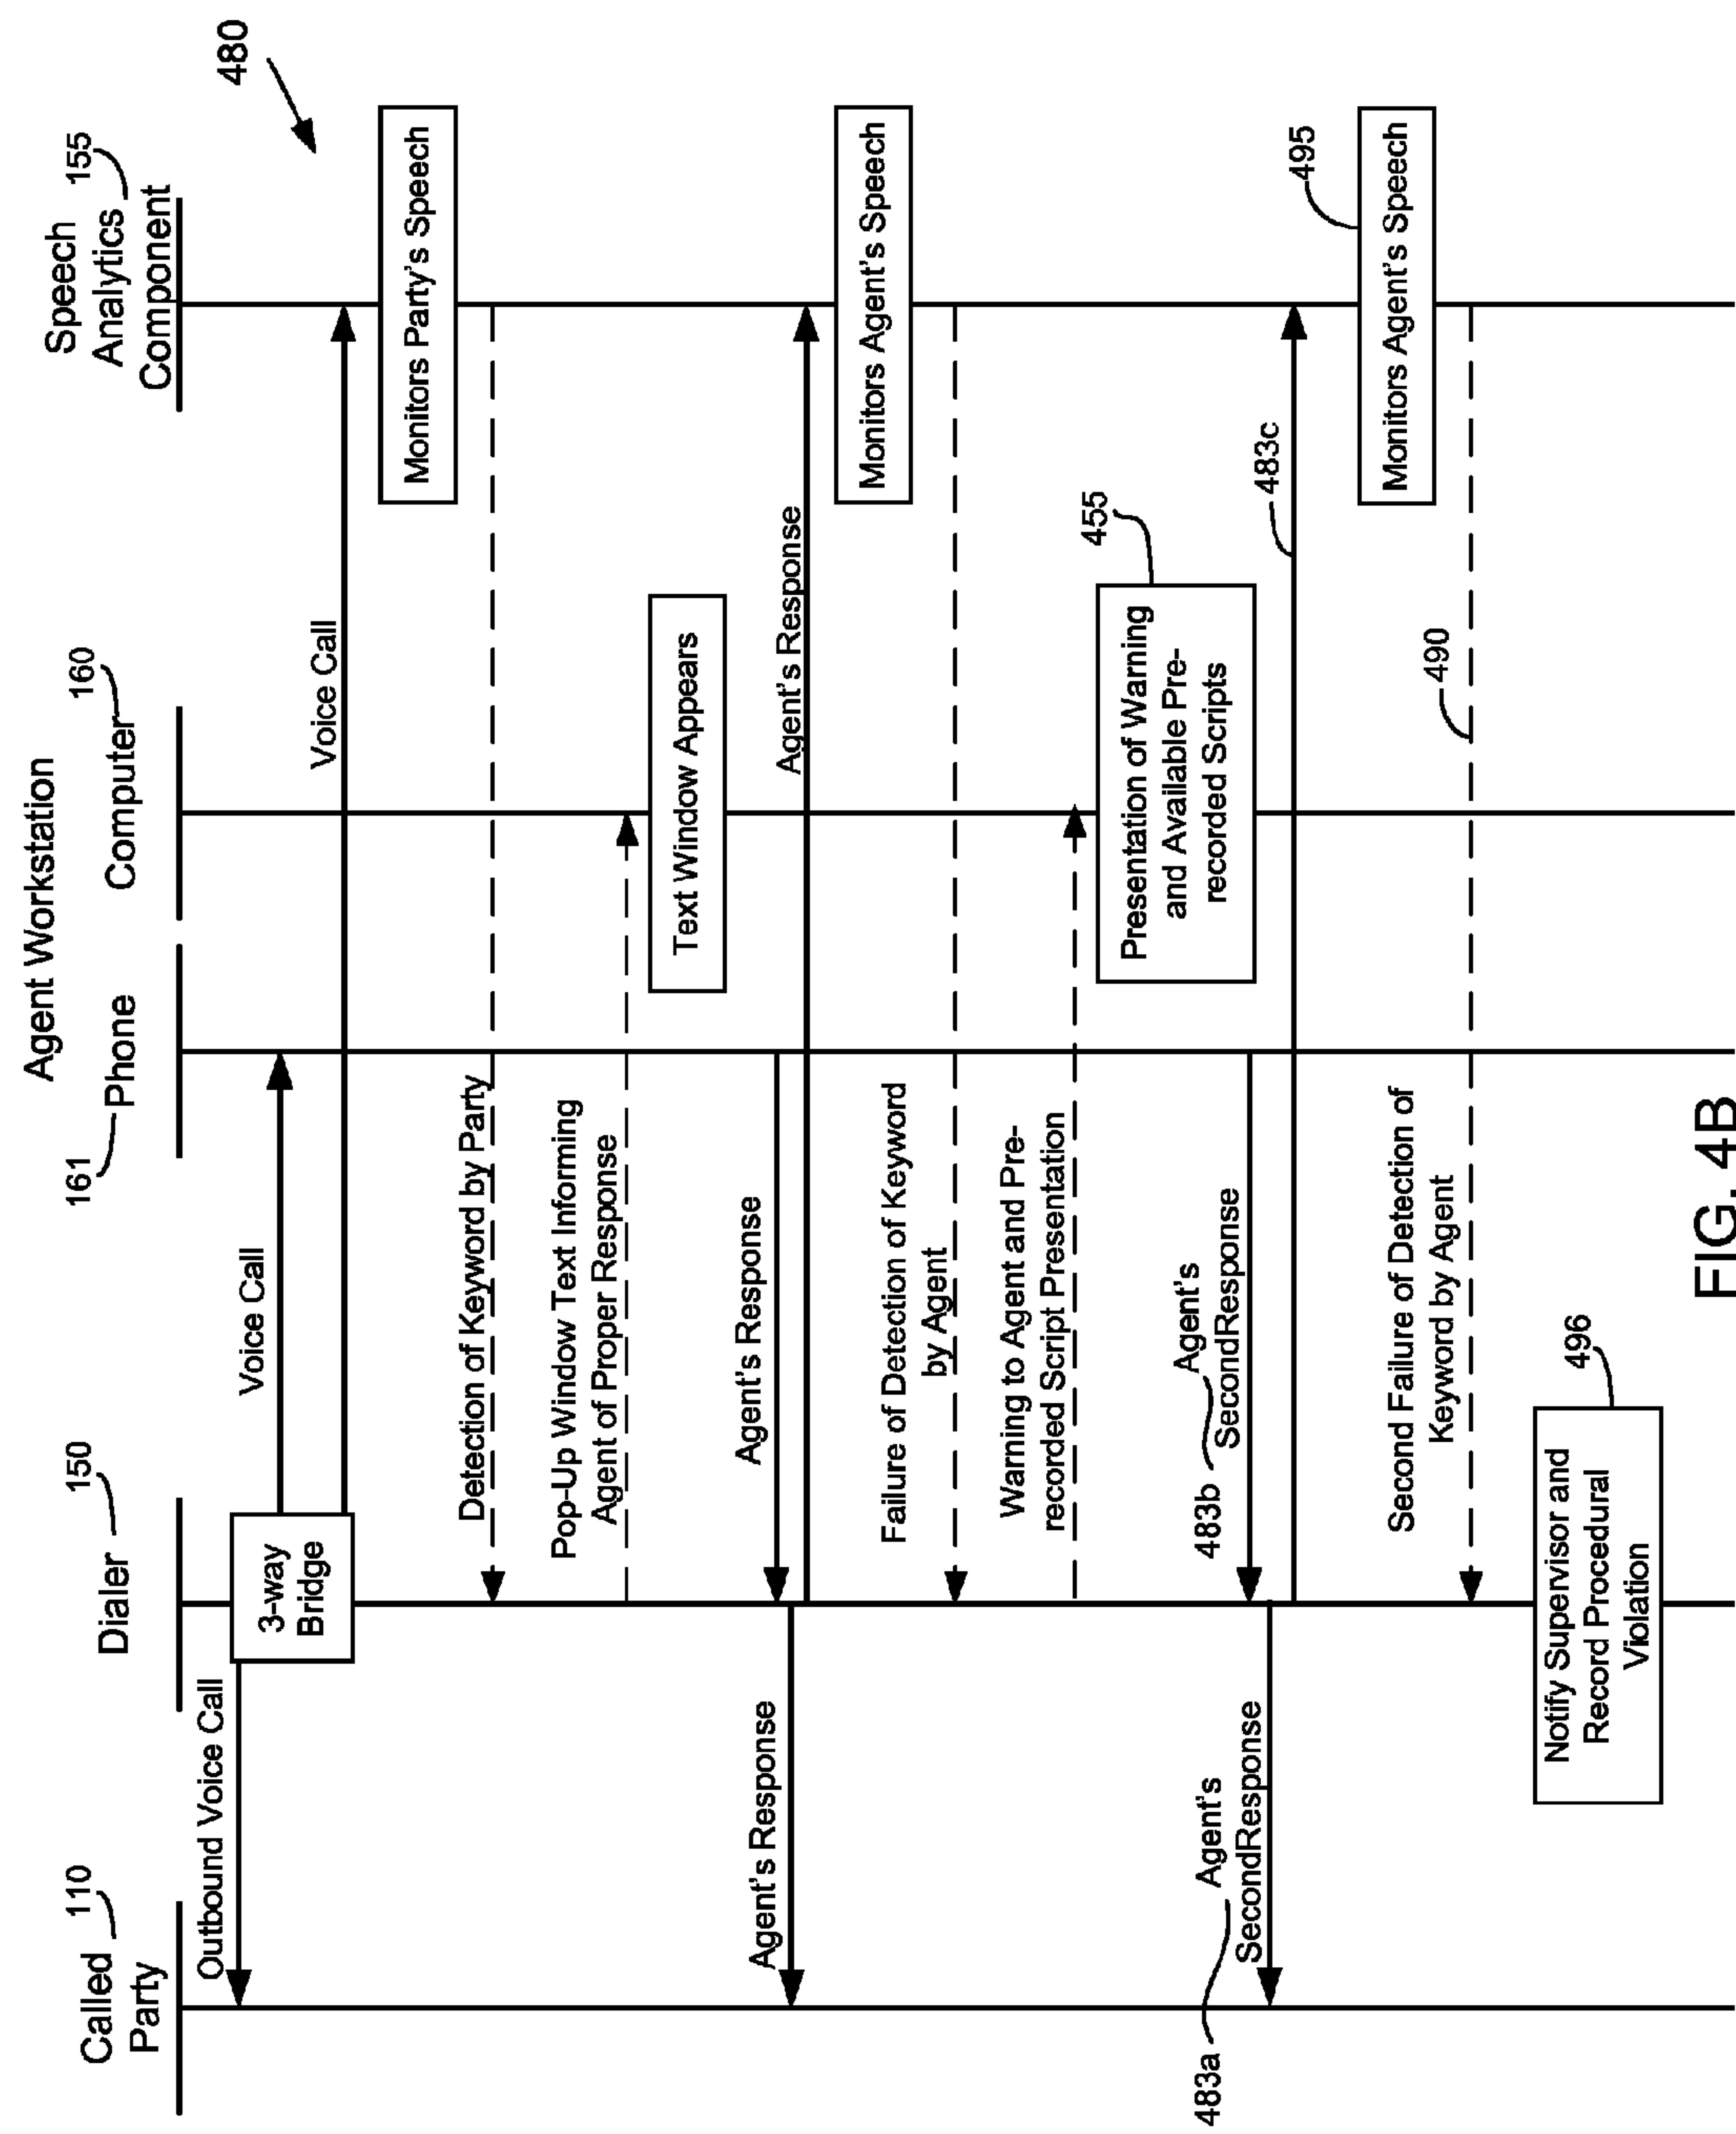 Agent Workstation
Called
Party
110
Dialer
150
161
Phone
Computer
160
Speech
Analytics
Component
155
480
Outbound Voice Call
3-way
Bridge
Voice Call
Voice Call
Monitors Party's Speech
Detection of Keyword by Party
Pop-Up Window Text Informing
Agent of Proper Response
Text Window Appears
Agent's Response
Agent's Response
Agent's Response
Monitors Agent's Speech
Failure of Detection of Keyword
by Agent
Warning to Agent and Pre-
recorded Script Presentation
455
Presentation of Warning
and Available Pre-
recorded Scripts
483a
Agent's
SecondResponse
483b
Agent's
SecondResponse
483c
495
Monitors Agent's Speech
Second Failure of Detection of
Keyword by Agent
490
496
Notify Supervisor and
Record Procedural
Violation
FIG. 4B